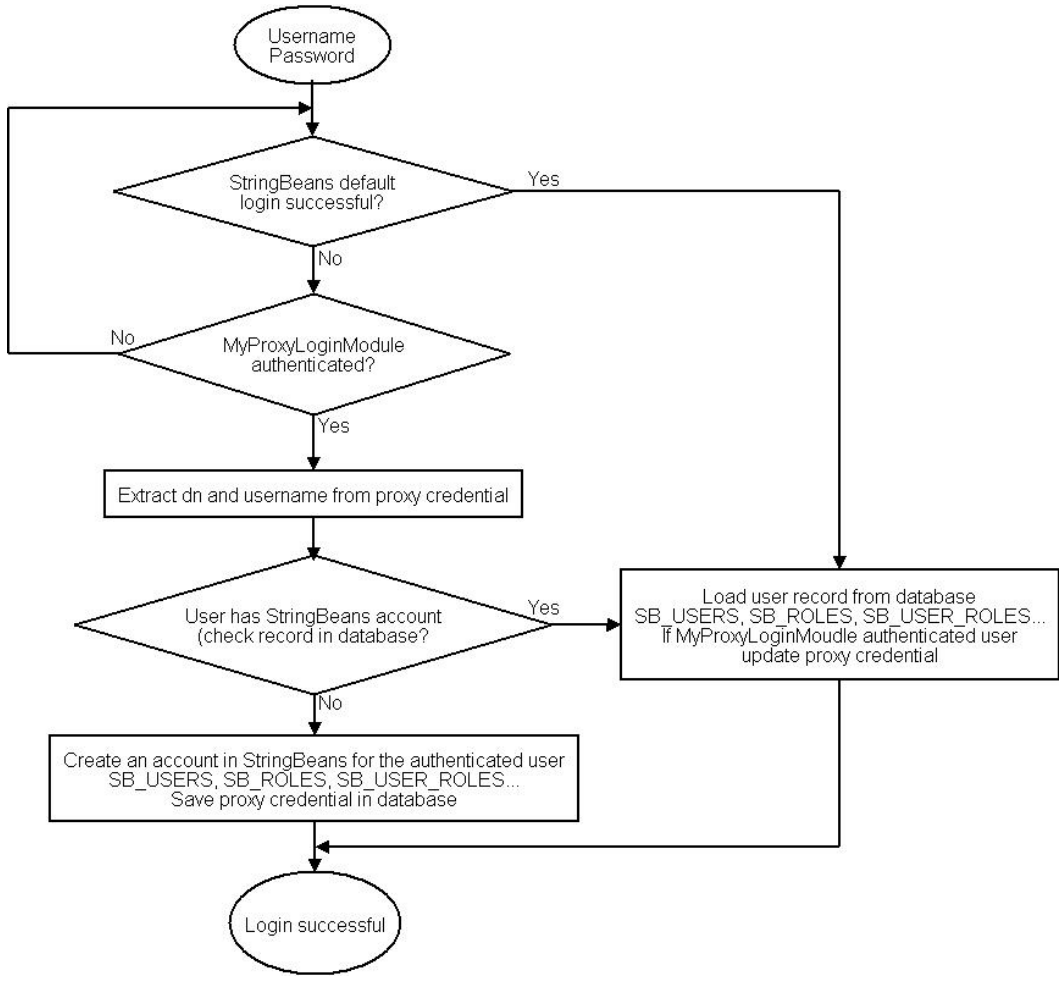 Username
Password
StringBeans default
login successful?
Yes
No
MyProxyLoginModule
authenticated?
No
Yes
Extract dn and username from proxy credential
User has StringBeans account
(check record in database?
Yes
No
Load user record from database
SB_USERS, SB_ROLES, SB_USER_ROLES...
If MyProxyLoginMoudle authenticated user
update proxy credential
Create an account in StringBeans for the authenticated user
SB_USERS, SB_ROLES, SB_USER_ROLES...
Save proxy credential in database
Login successful